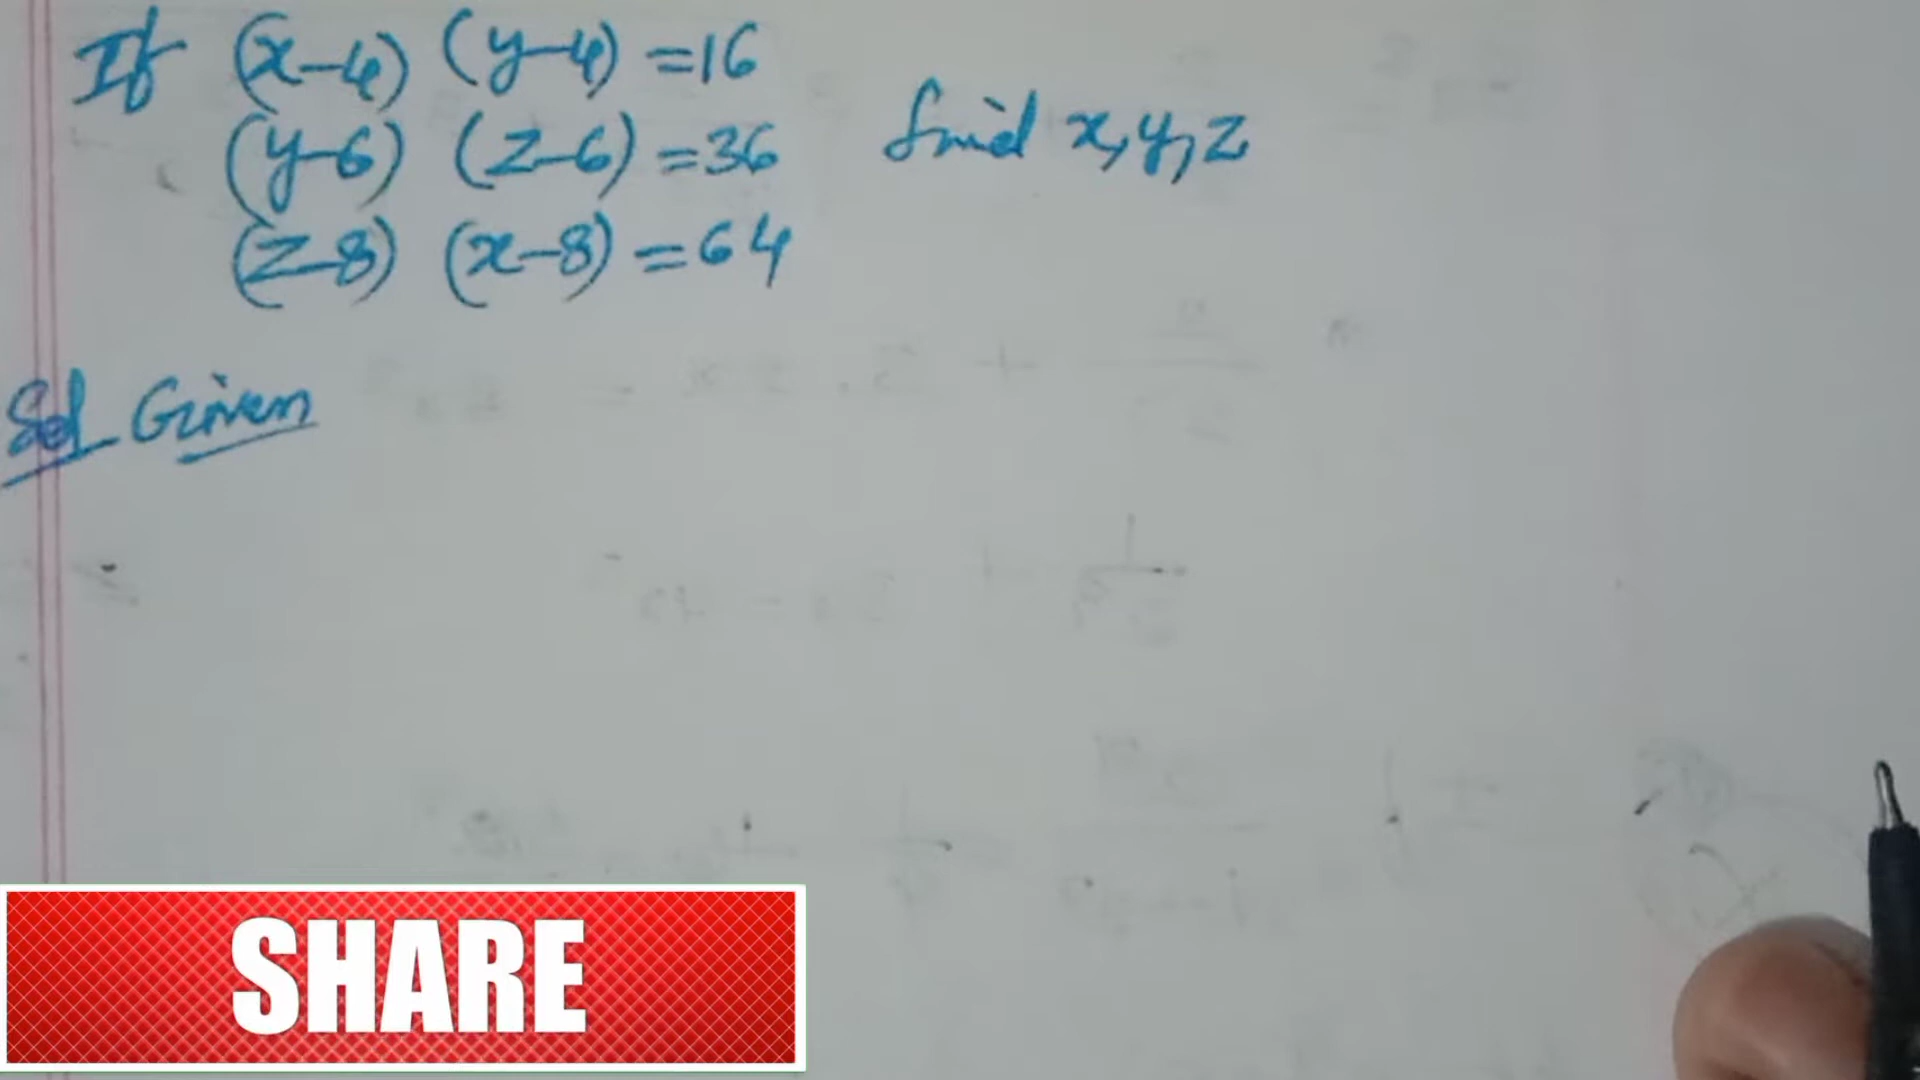 If (x-4) (y-4) =16
(y-6) (z-6) =36 find x,y,z
(z-8) (x-8) =64
Sol Given
SHARE